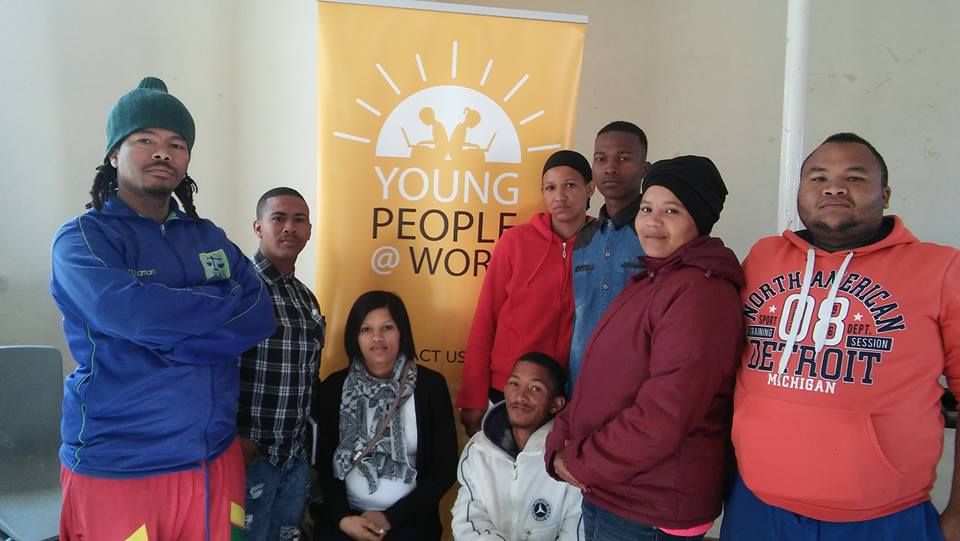 YOUNG
PEOPLE
@ WOR
ACT US
NORTH AMERICAN
SPORT
DEPT.
TRAINING
08
SESSION
DETROIT
MICHIGAN